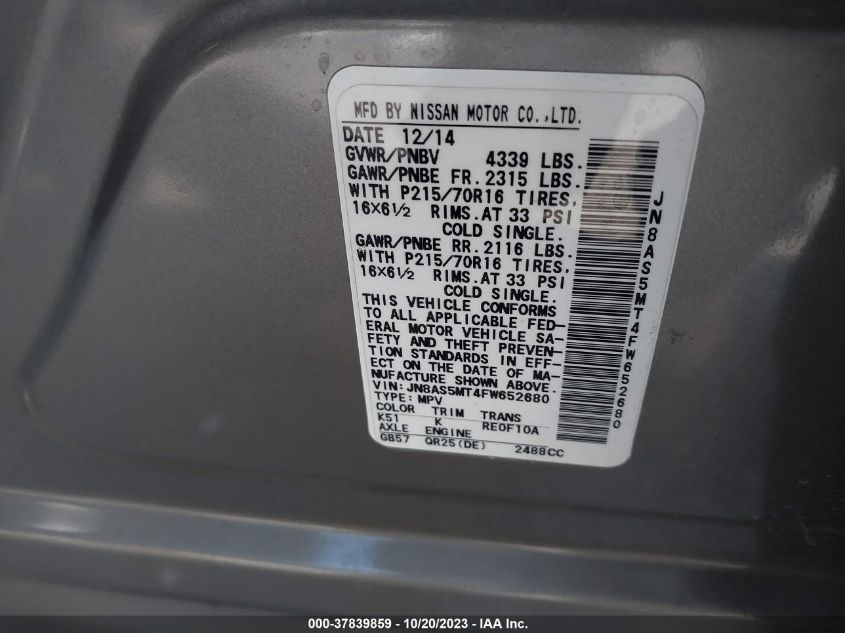 MFD BY NISSAN MOTOR CO.,LTD.
DATE 12/14
GVWR/PNBV 4339 LBS.
GAWR/PNBE FR. 2315 LBS.
WITH P215/70R16 TIRES,
16X6½ RIMS.AT 33 PSI
COLD SINGLE.
GAWR/PNBE RR. 2116 LBS.
WITH P215/70R16 TIRES,
16X6½ RIMS.AT 33 PSI
COLD SINGLE.
THIS VEHICLE CONFORMS
TO ALL APPLICABLE FED-
ERAL MOTOR VEHICLE SA-
FETY AND THEFT PREVEN-
TION STANDARDS IN EFF-
ECT ON THE DATE OF MA-
NUFACTURE SHOWN ABOVE.
VIN: JN8AS5MT4FW652680
TYPE: MPV
COLOR TRIM TRANS
K51 K RE0F10A
AXLE ENGINE
GB57 QR25(DE) 2488CC
JN8AS5MT4FW652680
000-37839859 - 10/20/2023 - IAA Inc.